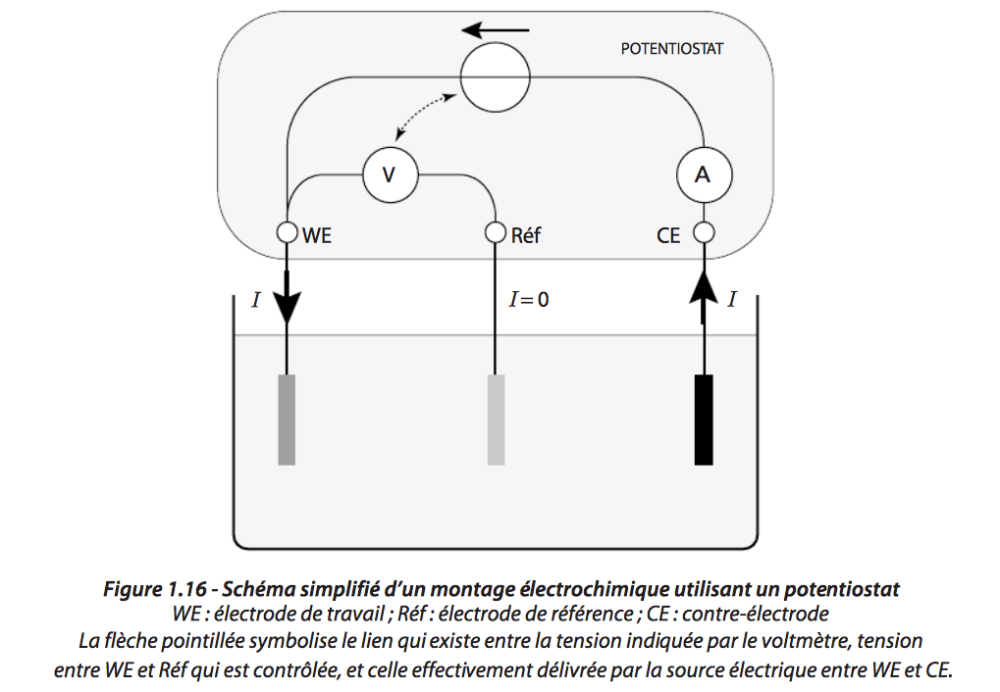 POTENTIOSTAT
V
A
WE
Réf
CE
I
I = 0
I
Figure 1.16 - Schéma simplifié d’un montage électrochimique utilisant un potentiostat
WE : électrode de travail ; Réf : électrode de référence ; CE : contre-électrode
La flèche pointillée symbolise le lien qui existe entre la tension indiquée par le voltmètre, tension
entre WE et Réf qui est contrôlée, et celle effectivement délivrée par la source électrique entre WE et CE.